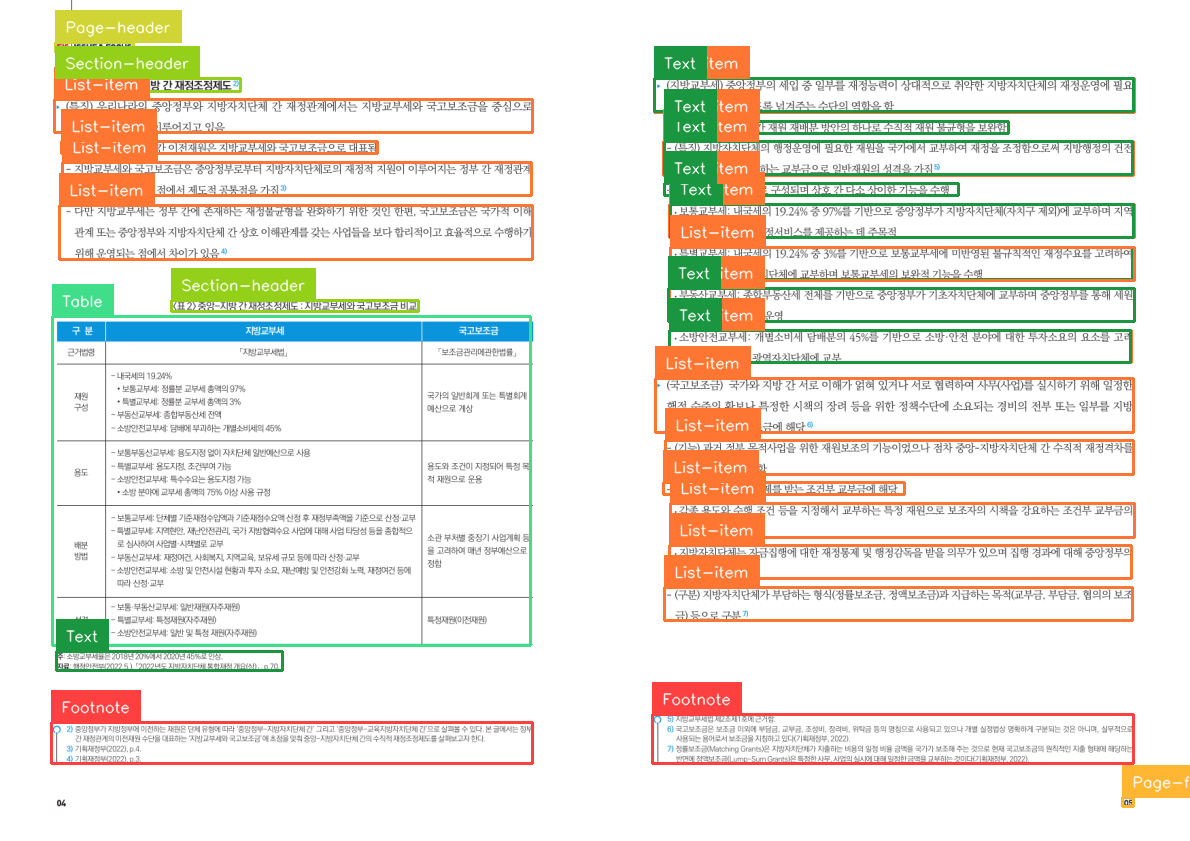 Page-header
Section-header
List-item 방 간 재정조정제도 2)
(특징) 우리나라의 중앙정부와 지방자치단체 간 재정관계에서는 지방교부세와 국고보조금을 중심으로
List-item 이루어지고 있음
List-item 간 이전재원은 지방교부세와 국고보조금으로 대표됨
– 지방교부세와 국고보조금은 중앙정부로부터 지방자치단체로의 재정적 지원이 이루어지는 정부 간 재정관계
List-item 점에서 제도적 공통점을 가짐 3)
– 다만 지방교부세는 정부 간에 존재하는 재정불균형을 완화하기 위한 것인 한편, 국고보조금은 국가적 이해
관계 또는 중앙정부와 지방자치단체 간 상호 이해관계를 갖는 사업들을 보다 합리적이고 효율적으로 수행하기
위해 운영되는 점에서 차이가 있음 4)
Section-header
〈표 2〉 중앙-지방 간 재정조정제도 : 지방교부세와 국고보조금 비교
Table
구 분 지방교부세 국고보조금
근거법령 「지방교부세법」 「보조금관리에관한법률」
재원
구성
– 내국세의 19.24%
• 보통교부세: 정률분 교부세 총액의 97%
• 특별교부세: 정률분 교부세 총액의 3%
– 부동산교부세: 종합부동산세 전액
– 소방안전교부세: 담배에 부과하는 개별소비세의 45%
국가의 일반회계 또는 특별회계
예산으로 계상
용도
– 보통부동산교부세: 용도지정 없이 자치단체 일반예산으로 사용
– 특별교부세: 용도지정, 조건부여 가능
– 소방안전교부세: 특수수요는 용도지정 가능
• 소방 분야에 교부세 총액의 75% 이상 사용 규정
용도와 조건이 지정되어 특정 목
적 재원으로 운용
배분
방법
– 보통교부세: 단체별 기준재정수입액과 기준재정수요액 산정 후 재정부족액을 기준으로 산정·교부
– 특별교부세: 지역현안, 재난안전관리, 국가 지방협력수요 사업에 대해 사업 타당성 등을 종합적으
로 심사하여 사업별·시책별로 교부
– 부동산교부세: 재정여건, 사회복지, 지역교육, 보유세 규모 등에 따라 산정·교부
– 소방안전교부세: 소방 및 안전시설 현황과 투자 소요, 재난예방 및 안전강화 노력, 재정여건 등에
따라 산정·교부
소관 부처별 중장기 사업계획 등
을 고려하여 매년 정부예산으로
정함
– 보통·부동산교부세: 일반재원(자주재원)
– 특별교부세: 특정재원(자주재원)
– 소방안전교부세: 일반 및 특정 재원(자주재원)
특정재원(이전재원)
Text
주: 소방교부세율은 2018년 20%에서 2020년 45%로 인상.
자료: 행정안전부(2022.5.), 「2022년도 지방자치단체 통합재정 개요(상)」, p.70.
Footnote
2) 중앙정부가 지방정부에 이전하는 재원은 단체 유형에 따라 '중앙정부-지방자치단체 간' 그리고 '중앙정부-교육지방자치단체 간'으로 살펴볼 수 있다. 본 글에서는 정부
간 재정관계의 이전재원 수단을 대표하는 '지방교부세와 국고보조금'에 초점을 맞춰 중앙-지방자치단체 간의 수직적 재정조정제도를 살펴보고자 한다.
3) 기획재정부(2022), p.4.
4) 기획재정부(2022), p.3.
04
Text item
(지방교부세) 중앙정부의 세입 중 일부를 재정능력이 상대적으로 취약한 지방자치단체의 재정운영에 필요
Text tem 록 넘겨주는 수단의 역할을 함
Text tem 간 재원 재배분 방안의 하나로 수직적 재원 불균형을 보완함
– (특징) 지방자치단체의 행정운영에 필요한 재원을 국가에서 교부하여 재정을 조정함으로써 지방행정의 건전
Text tem 하는 교부금으로 일반재원의 성격을 가짐 5)
Text tem 로 구성되며 상호 간 다소 상이한 기능을 수행
· 보통교부세: 내국세의 19.24% 중 97%를 기반으로 중앙정부가 지방자치단체(자치구 제외)에 교부하며 지역
List-item 정서비스를 제공하는 데 주목적
· 특별교부세: 내국세의 19.24% 중 3%를 기반으로 보통교부세에 미반영된 불규칙적인 재정수요를 고려하여
Text item 치단체에 교부하며 보통교부세의 보완적 기능을 수행
· 부동산교부세: 종합부동산세 전체를 기반으로 중앙정부가 기초자치단체에 교부하며 중앙정부를 통해 세원
Text item 운영
· 소방안전교부세: 개별소비세 담배분의 45%를 기반으로 소방·안전 분야에 대한 투자소요의 요소를 고려
List-item 광역자치단체에 교부
(국고보조금) 국가와 지방 간 서로 이해가 얽혀 있거나 서로 협력하여 사무(사업)를 실시하기 위해 일정한
행정 수준의 확보나 특정한 시책의 장려 등을 위한 정책수단에 소요되는 경비의 전부 또는 일부를 지방
List-item 금에 해당 6)
– (기능) 과거 정부 목적사업을 위한 재원보조의 기능이었으나 점차 중앙-지방자치단체 간 수직적 재정격차를
List-item 함
List-item 를 받는 조건부 교부금에 해당
· 각종 용도와 수행 조건 등을 지정해서 교부하는 특정 재원으로 보조자의 시책을 강요하는 조건부 교부금의
List-item
· 지방자치단체는 자금집행에 대한 재정통제 및 행정감독을 받을 의무가 있으며 집행 경과에 대해 중앙정부의
List-item
– (구분) 지방자치단체가 부담하는 형식(정률보조금, 정액보조금)과 지급하는 목적(교부금, 부담금, 협의의 보조
금) 등으로 구분 7)
Footnote
5) 지방교부세법 제2조제1호에 근거함.
6) 국고보조금은 보조금 이외에 부담금, 교부금, 조성비, 장려비, 위탁금 등의 명칭으로 사용되고 있으나 개별 실정법상 명확하게 구분되는 것은 아니며, 실무적으로
사용되는 용어로서 보조금을 지칭하고 있다(기획재정부, 2022).
7) 정률보조금(Matching Grants)은 지방자치단체가 지출하는 비용의 일정 비율 금액을 국가가 보조해 주는 것으로 현재 국고보조금의 원칙적인 지출 형태에 해당하는
반면에 정액보조금(Lump-Sum Grants)은 특정한 사무, 사업의 실시에 대해 일정한 금액을 교부하는 것이다(기획재정부, 2022).
Page-f
05